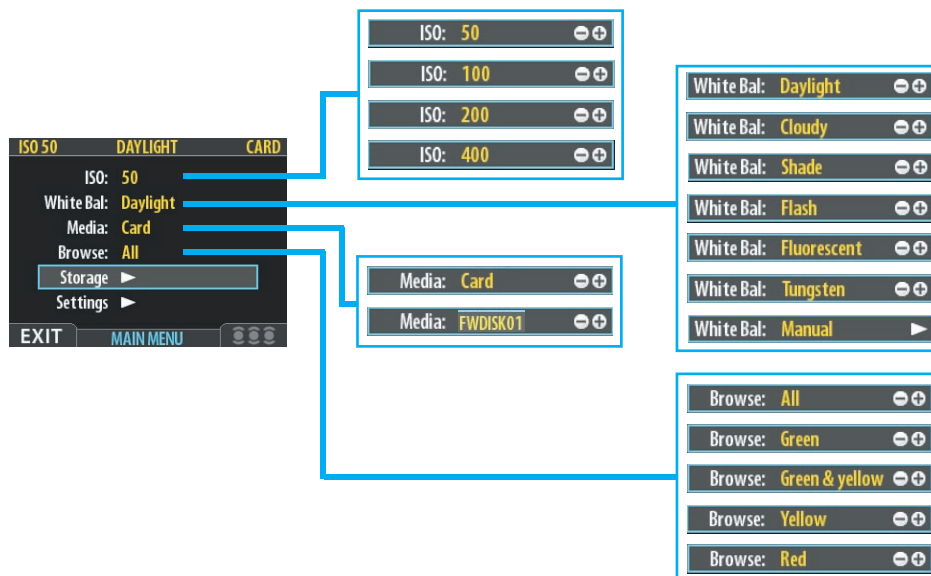 ISO 50 DAYLIGHT CARD
ISO: 50
White Bal: Daylight
Media: Card
Browse: All
Storage
Settings
EXIT MAIN MENU
ISO: 50
ISO: 100
ISO: 200
ISO: 400
Media: Card
Media: FWDISK01
White Bal: Daylight
White Bal: Cloudy
White Bal: Shade
White Bal: Flash
White Bal: Fluorescent
White Bal: Tungsten
White Bal: Manual
Browse: All
Browse: Green
Browse: Green & yellow
Browse: Yellow
Browse: Red